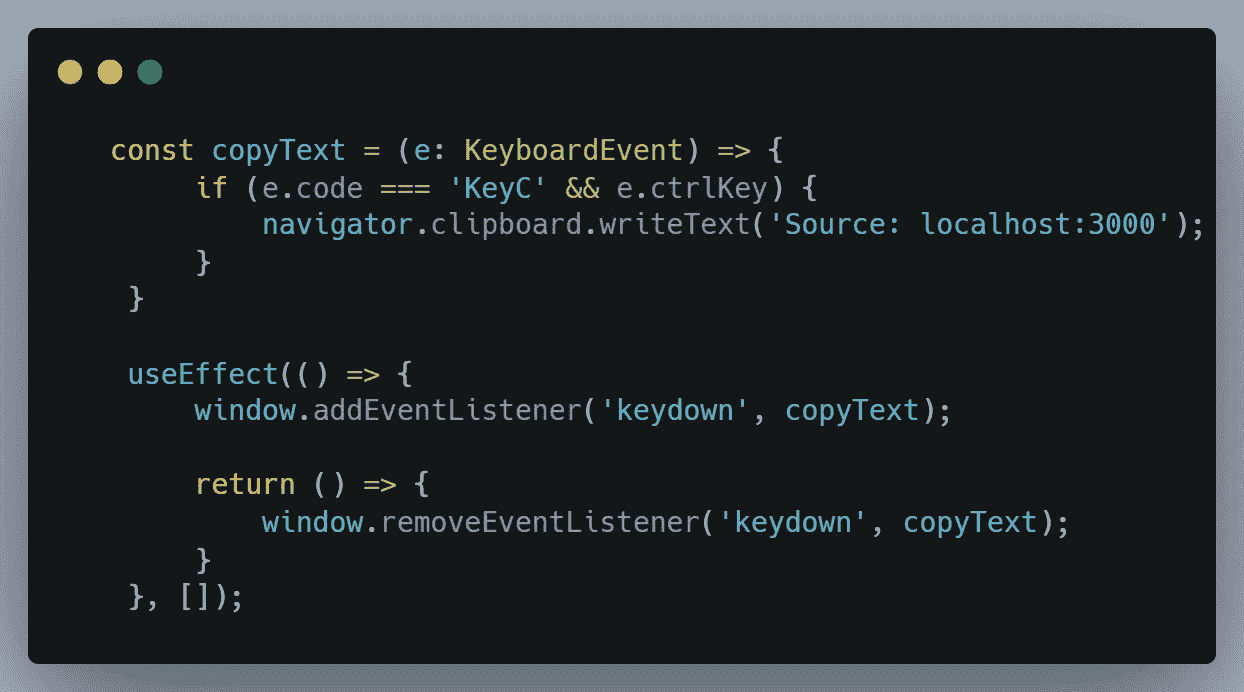 const copyText = (e: KeyboardEvent) => {
if (e.code === 'KeyC' && e.ctrlKey) {
navigator.clipboard.writeText('Source: localhost:3000');
}
}
useEffect(() => {
window.addEventListener('keydown', copyText);
return () => {
window.removeEventListener('keydown', copyText);
}
}, []);